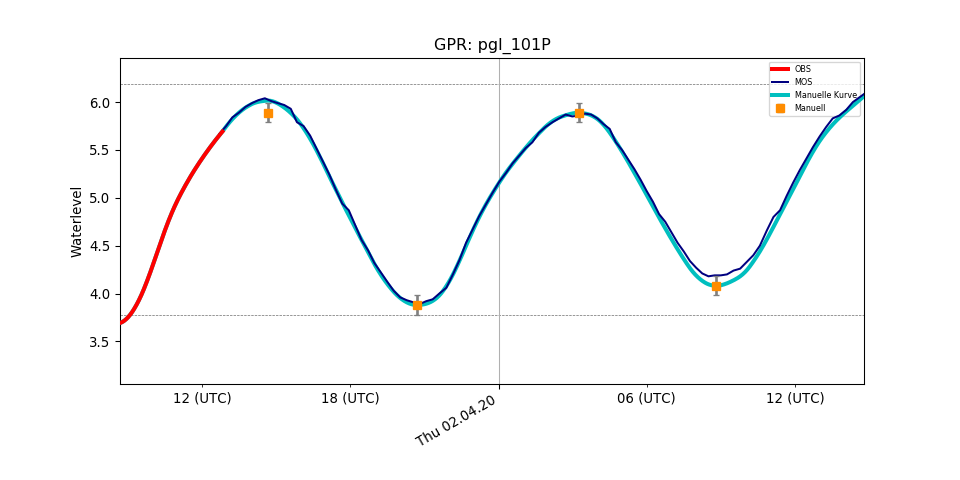 GPR: pgl_101P
OBS
MOS
Manuelle Kurve
Manuell
Waterlevel
6.0
5.5
5.0
4.5
4.0
3.5
12 (UTC)
18 (UTC)
Thu 02.04.20
06 (UTC)
12 (UTC)